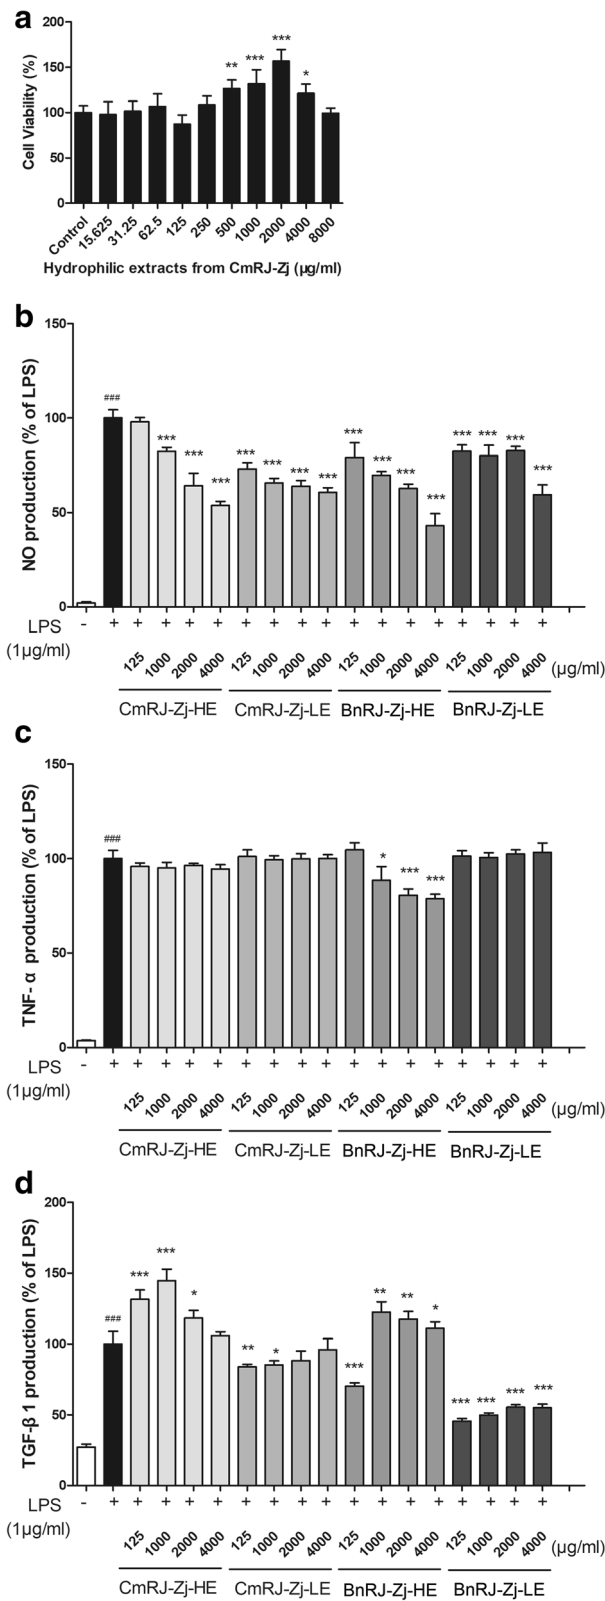 a
Cell Viability (%)
200
150
100
50
0
** *** *** *
Control 15.625 31.25 62.5 125 250 500 1000 2000 4000 8000
Hydrophilic extracts from CmRJ-Zj (μg/ml)
b
NO production (% of LPS)
150
100
50
0
### *** *** *** *** *** *** *** *** *** *** *** *** *** *** ***
LPS - + + + + + + + + + + + + + + + + +
(1μg/ml)
125 1000 2000 4000 125 1000 2000 4000 125 1000 2000 4000 125 1000 2000 4000 (μg/ml)
CmRJ-Zj-HE CmRJ-Zj-LE BnRJ-Zj-HE BnRJ-Zj-LE
c
TNF- α production (% of LPS)
150
100
50
0
### * *** ***
LPS - + + + + + + + + + + + + + + + + +
(1μg/ml)
125 1000 2000 4000 125 1000 2000 4000 125 1000 2000 4000 125 1000 2000 4000 (μg/ml)
CmRJ-Zj-HE CmRJ-Zj-LE BnRJ-Zj-HE BnRJ-Zj-LE
d
TGF-β 1 production (% of LPS)
200
150
100
50
0
### *** *** * ** * *** ** ** * *** *** *** ***
LPS - + + + + + + + + + + + + + + + + +
(1μg/ml)
125 1000 2000 4000 125 1000 2000 4000 125 1000 2000 4000 125 1000 2000 4000 (μg/ml)
CmRJ-Zj-HE CmRJ-Zj-LE BnRJ-Zj-HE BnRJ-Zj-LE